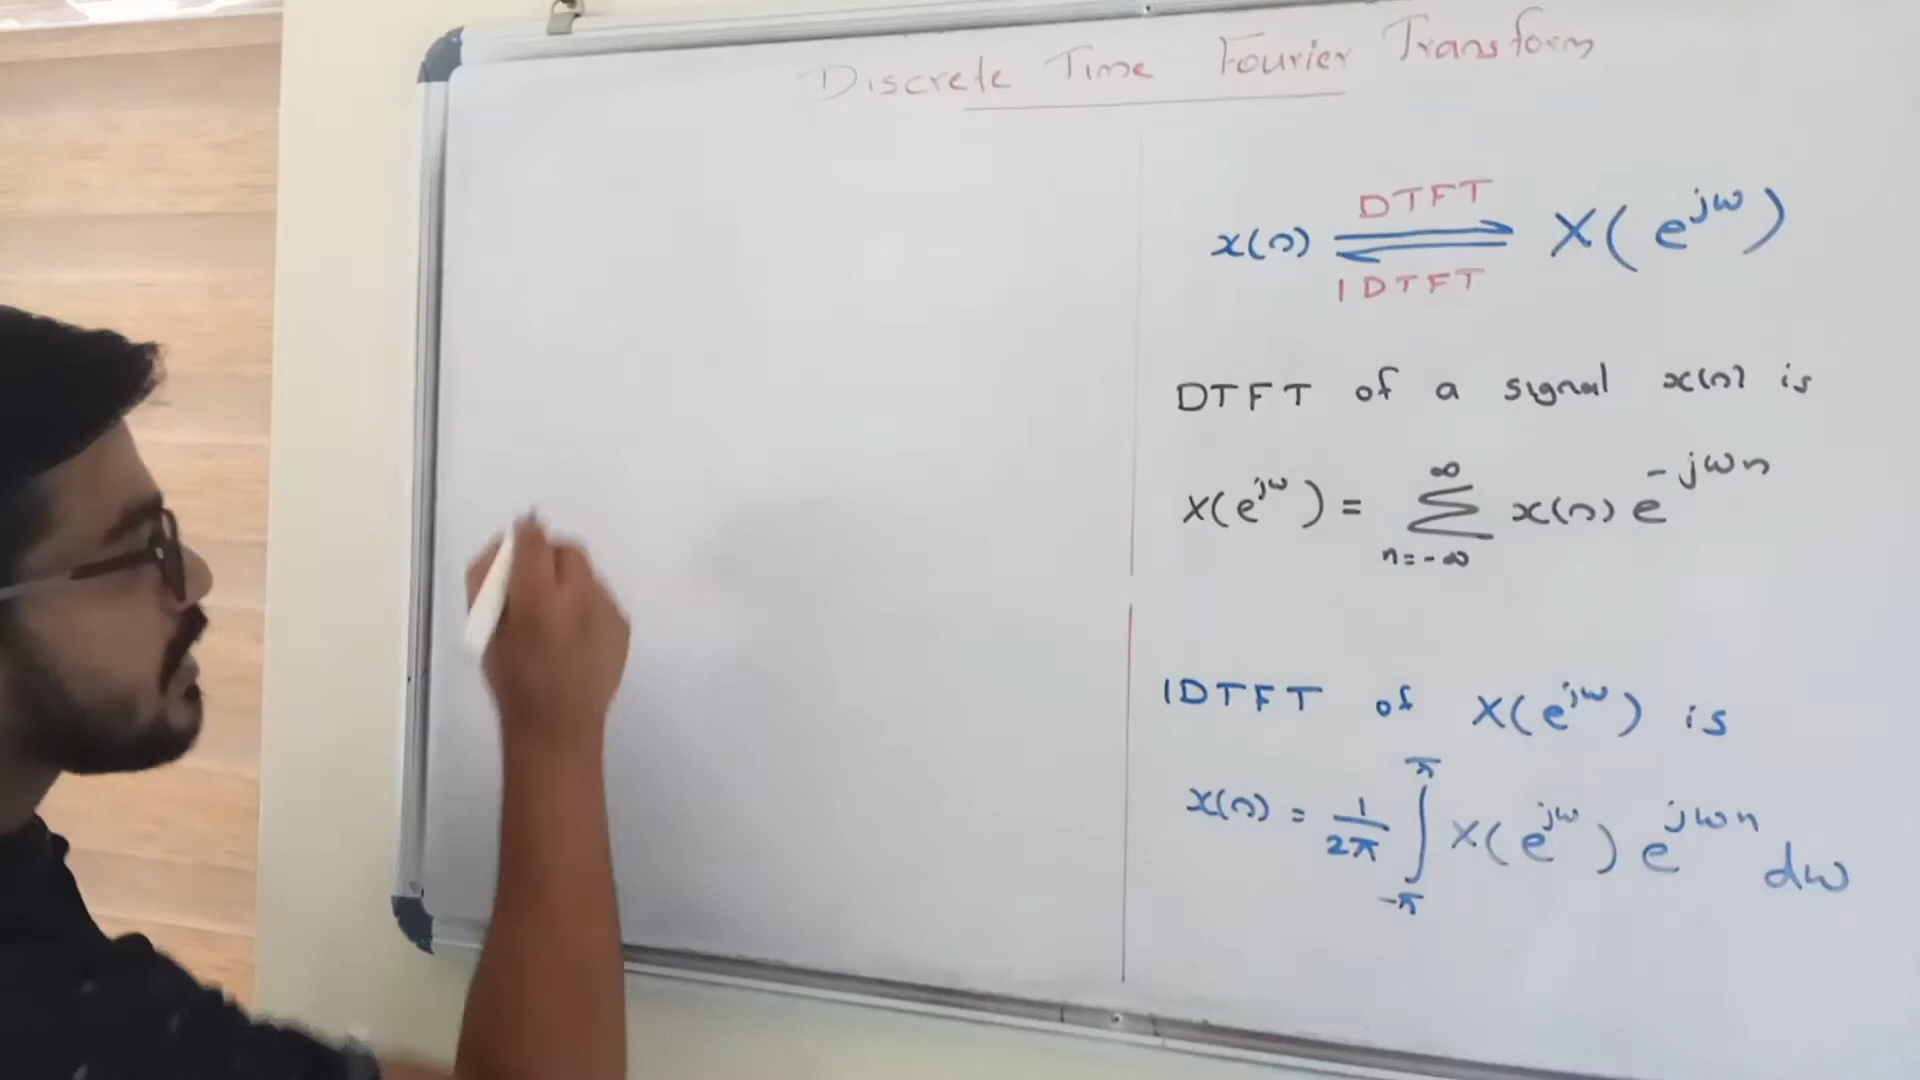 Discrete Time Fourier Transform
DTFT
x(n) ⇌ X(e^{jω})
IDTFT
DTFT of a signal x(n) is
X(e^{jω}) = ∑_{n=-∞}^{∞} x(n) e^{-jωn}
IDTFT of X(e^{jω}) is
x(n) = \frac{1}{2π} ∫_{-π}^{π} X(e^{jω}) e^{jωn} dω